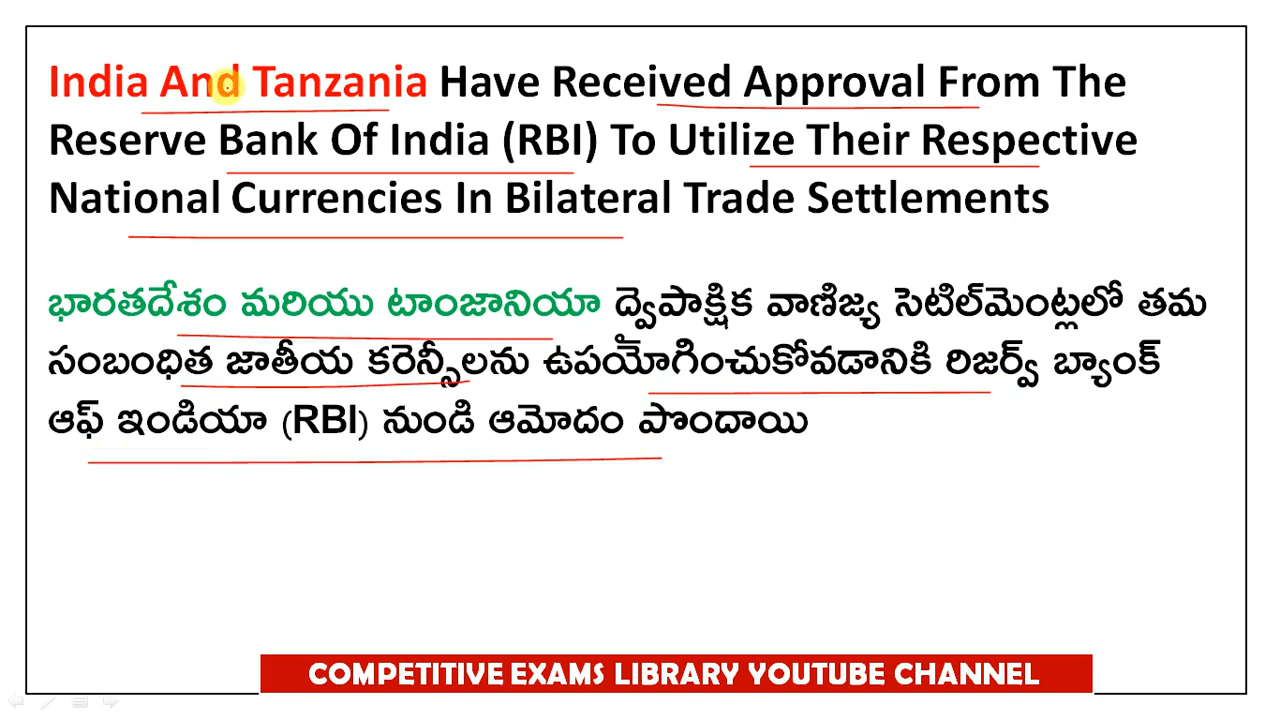 India And Tanzania Have Received Approval From The
Reserve Bank Of India (RBI) To Utilize Their Respective
National Currencies In Bilateral Trade Settlements
భారతదేశం మరియు టాంజానియా ద్వైపాక్షిక వాణిజ్య సెటిల్‌మెంట్లలో తమ
సంబంధిత జాతీయ కరెన్సీలను ఉపయోగించుకోవడానికి రిజర్వ్ బ్యాంక్
ఆఫ్ ఇండియా (RBI) నుండి ఆమోదం పొందాయి
COMPETITIVE EXAMS LIBRARY YOUTUBE CHANNEL